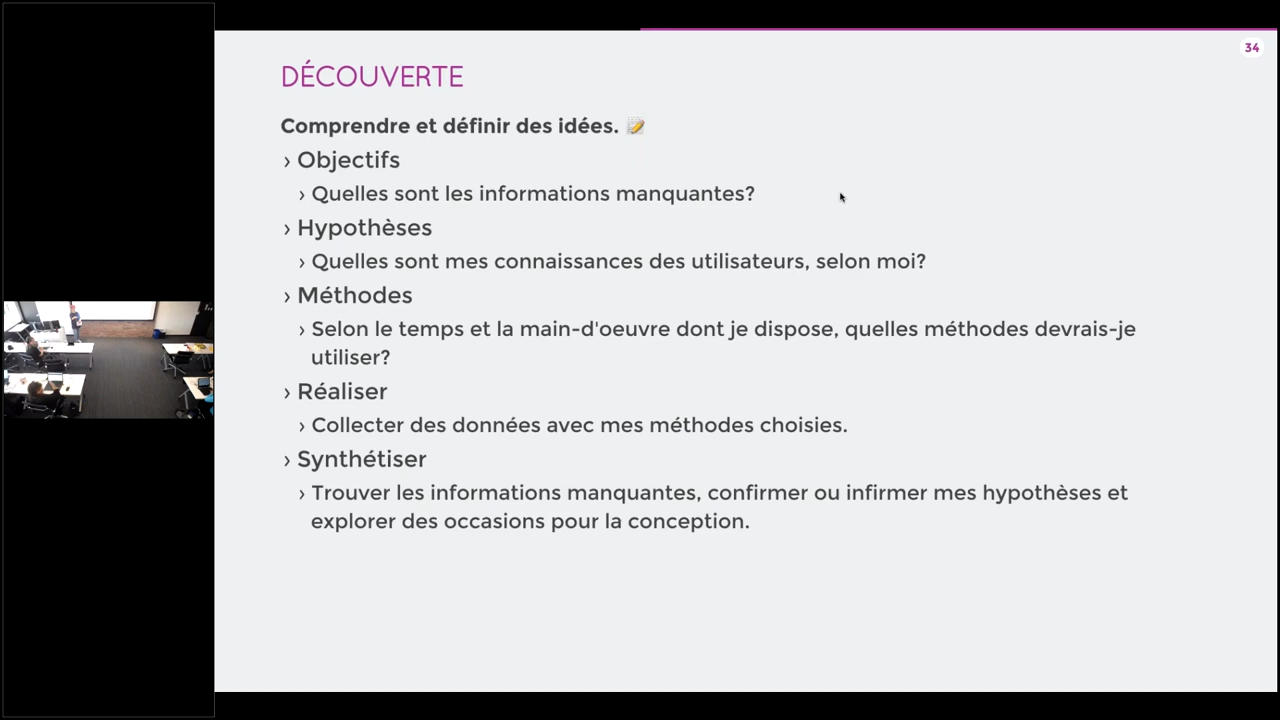 34
DÉCOUVERTE
Comprendre et définir des idées. 📝
› Objectifs
› Quelles sont les informations manquantes?
› Hypothèses
› Quelles sont mes connaissances des utilisateurs, selon moi?
› Méthodes
› Selon le temps et la main-d'oeuvre dont je dispose, quelles méthodes devrais-je
utiliser?
› Réaliser
› Collecter des données avec mes méthodes choisies.
› Synthétiser
› Trouver les informations manquantes, confirmer ou infirmer mes hypothèses et
explorer des occasions pour la conception.